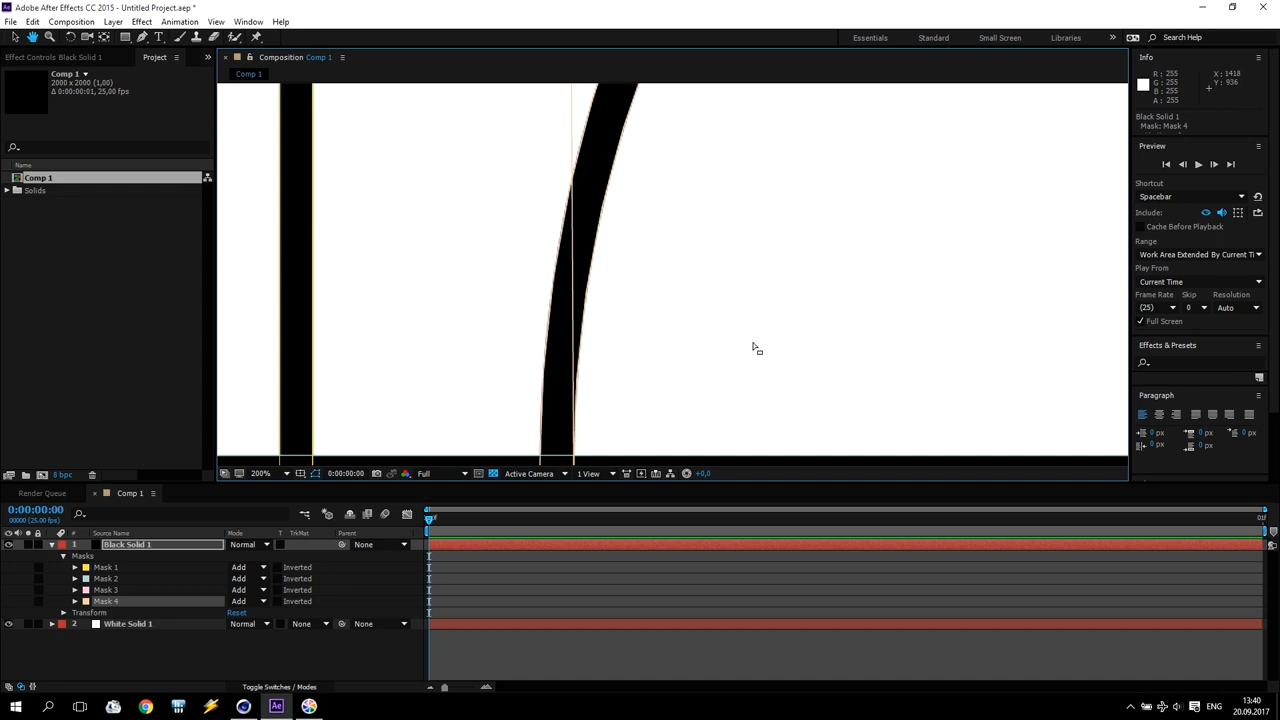 Adobe After Effects CC 2015 - Untitled Project.aep *
File Edit Composition Layer Effect Animation View Window Help
Essentials Standard Small Screen Libraries Search Help
Effect Controls Black Solid 1 Project Composition Comp 1 Info
Comp 1
Comp 1
2000 x 2000 (1,00)
Δ 0:00:00:01, 25,00 fps
R : 255
G : 255
B : 255
A : 255
X : 1418
Y : 936
Black Solid 1
Mask: Mask 4
Preview
Name
Comp 1
Solids
Shortcut
Spacebar
Include:
Cache Before Playback
Range
Work Area Extended By Current Ti
Play From
Current Time
Frame Rate Skip Resolution
(25) 0 Auto
Full Screen
Effects & Presets
Paragraph
0 px 0 px 0 px
0 px 0 px
8 bpc
200% 0:00:00:00 Full Active Camera 1 View +0,0
Render Queue Comp 1
0:00:00:00
00000 (25.00 fps)
01f
# Source Name Mode T TrkMat Parent
1 Black Solid 1 Normal None
Masks
Mask 1 Add Inverted
Mask 2 Add Inverted
Mask 3 Add Inverted
Mask 4 Add Inverted
Transform Reset
2 White Solid 1 Normal None None
Toggle Switches / Modes
ENG
13:40
20.09.2017